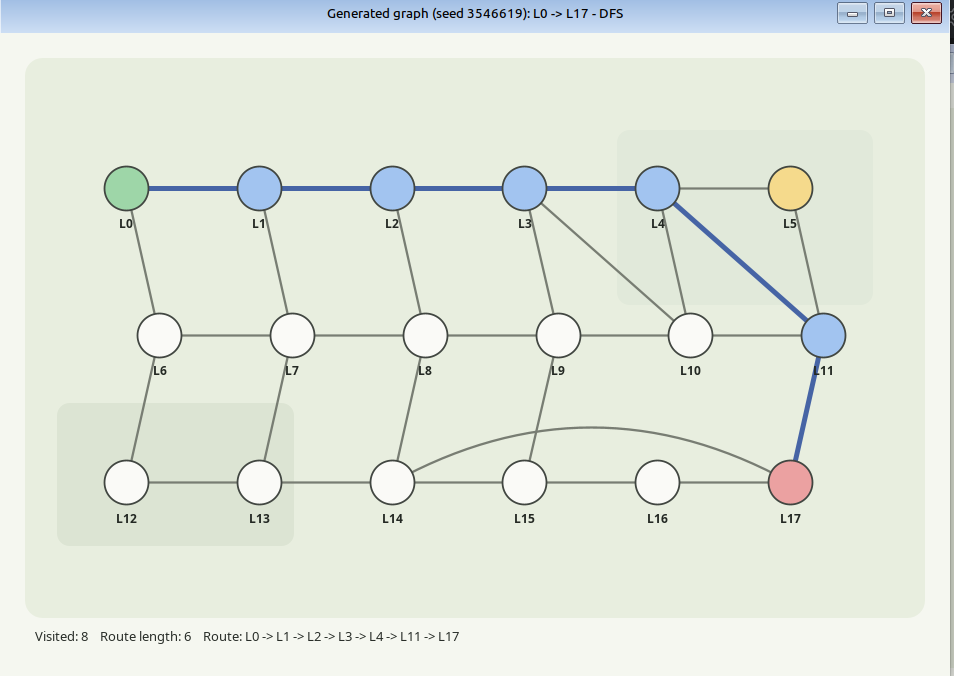 Generated graph (seed 3546619): L0 -> L17 - DFS
L0 L1 L2 L3 L4 L5
L6 L7 L8 L9 L10 L11
L12 L13 L14 L15 L16 L17
Visited: 8 Route length: 6 Route: L0 -> L1 -> L2 -> L3 -> L4 -> L11 -> L17